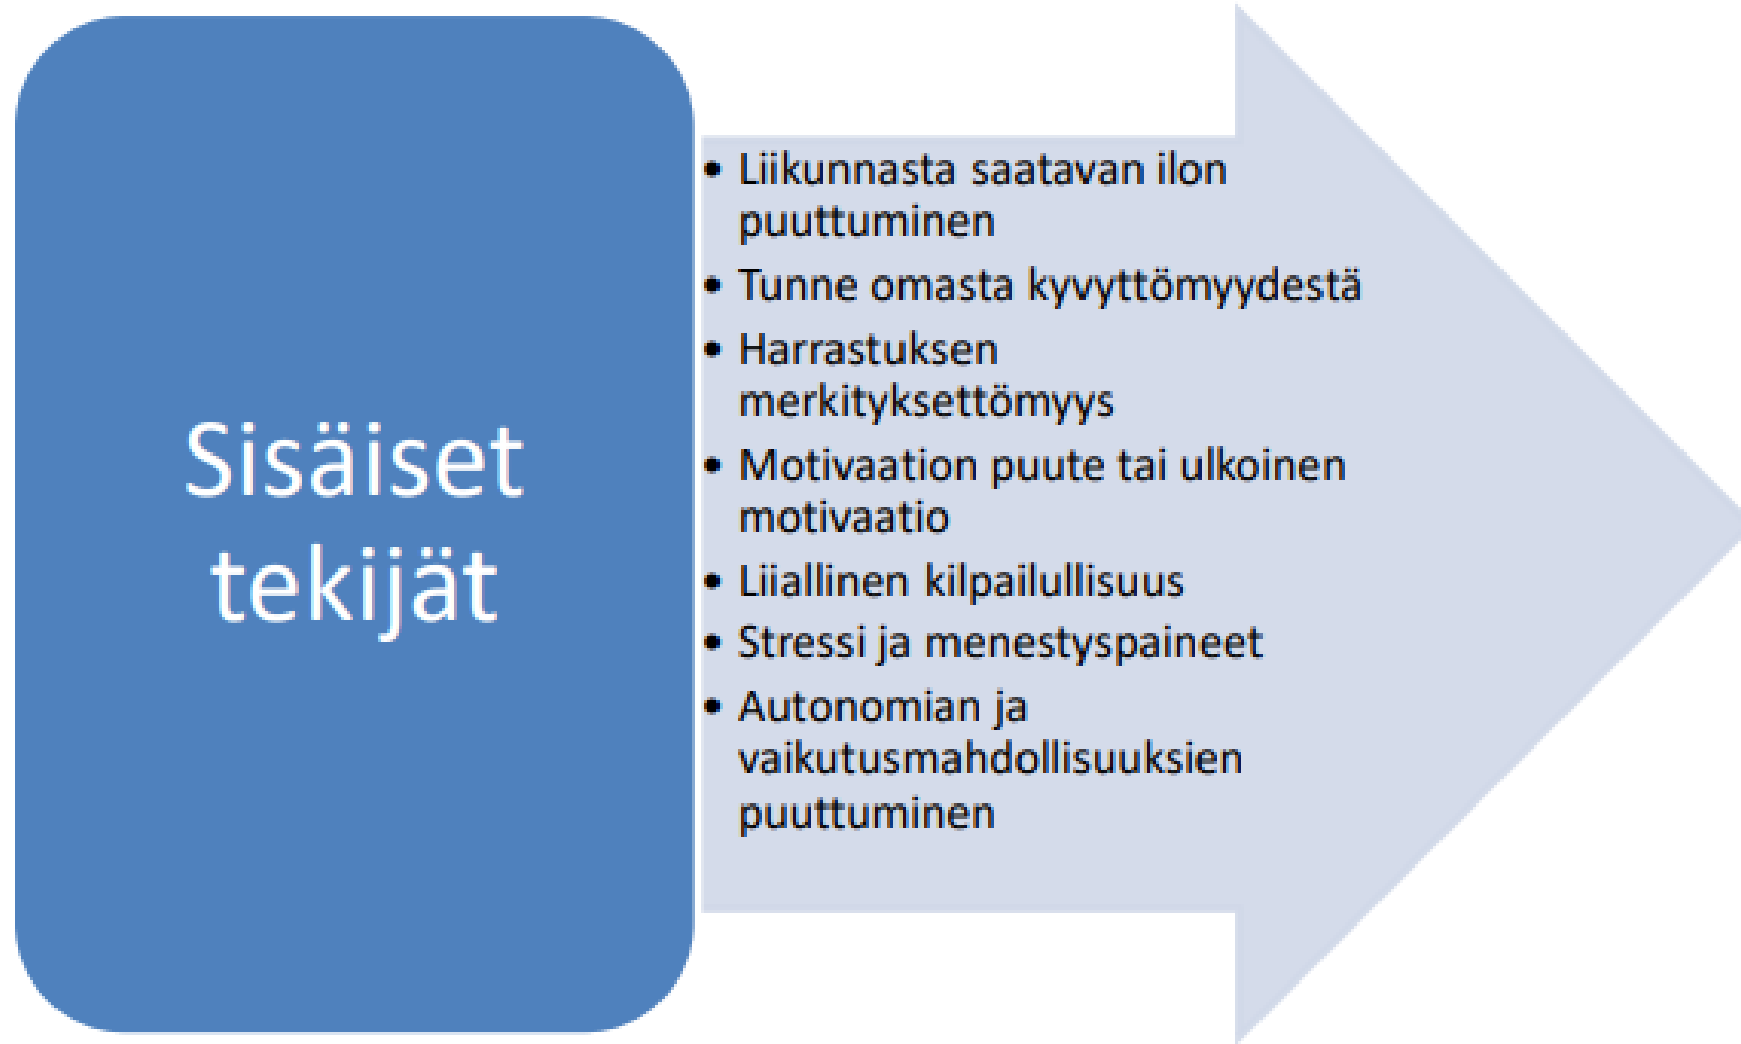 Sisäiset
tekijät
• Liikunnasta saatavan ilon
puuttuminen
• Tunne omasta kyvyttömyydestä
• Harrastuksen
merkityksettömyys
• Motivaation puute tai ulkoinen
motivaatio
• Liiallinen kilpailullisuus
• Stressi ja menestyspaineet
• Autonomian ja
vaikutusmahdollisuuksien
puuttuminen